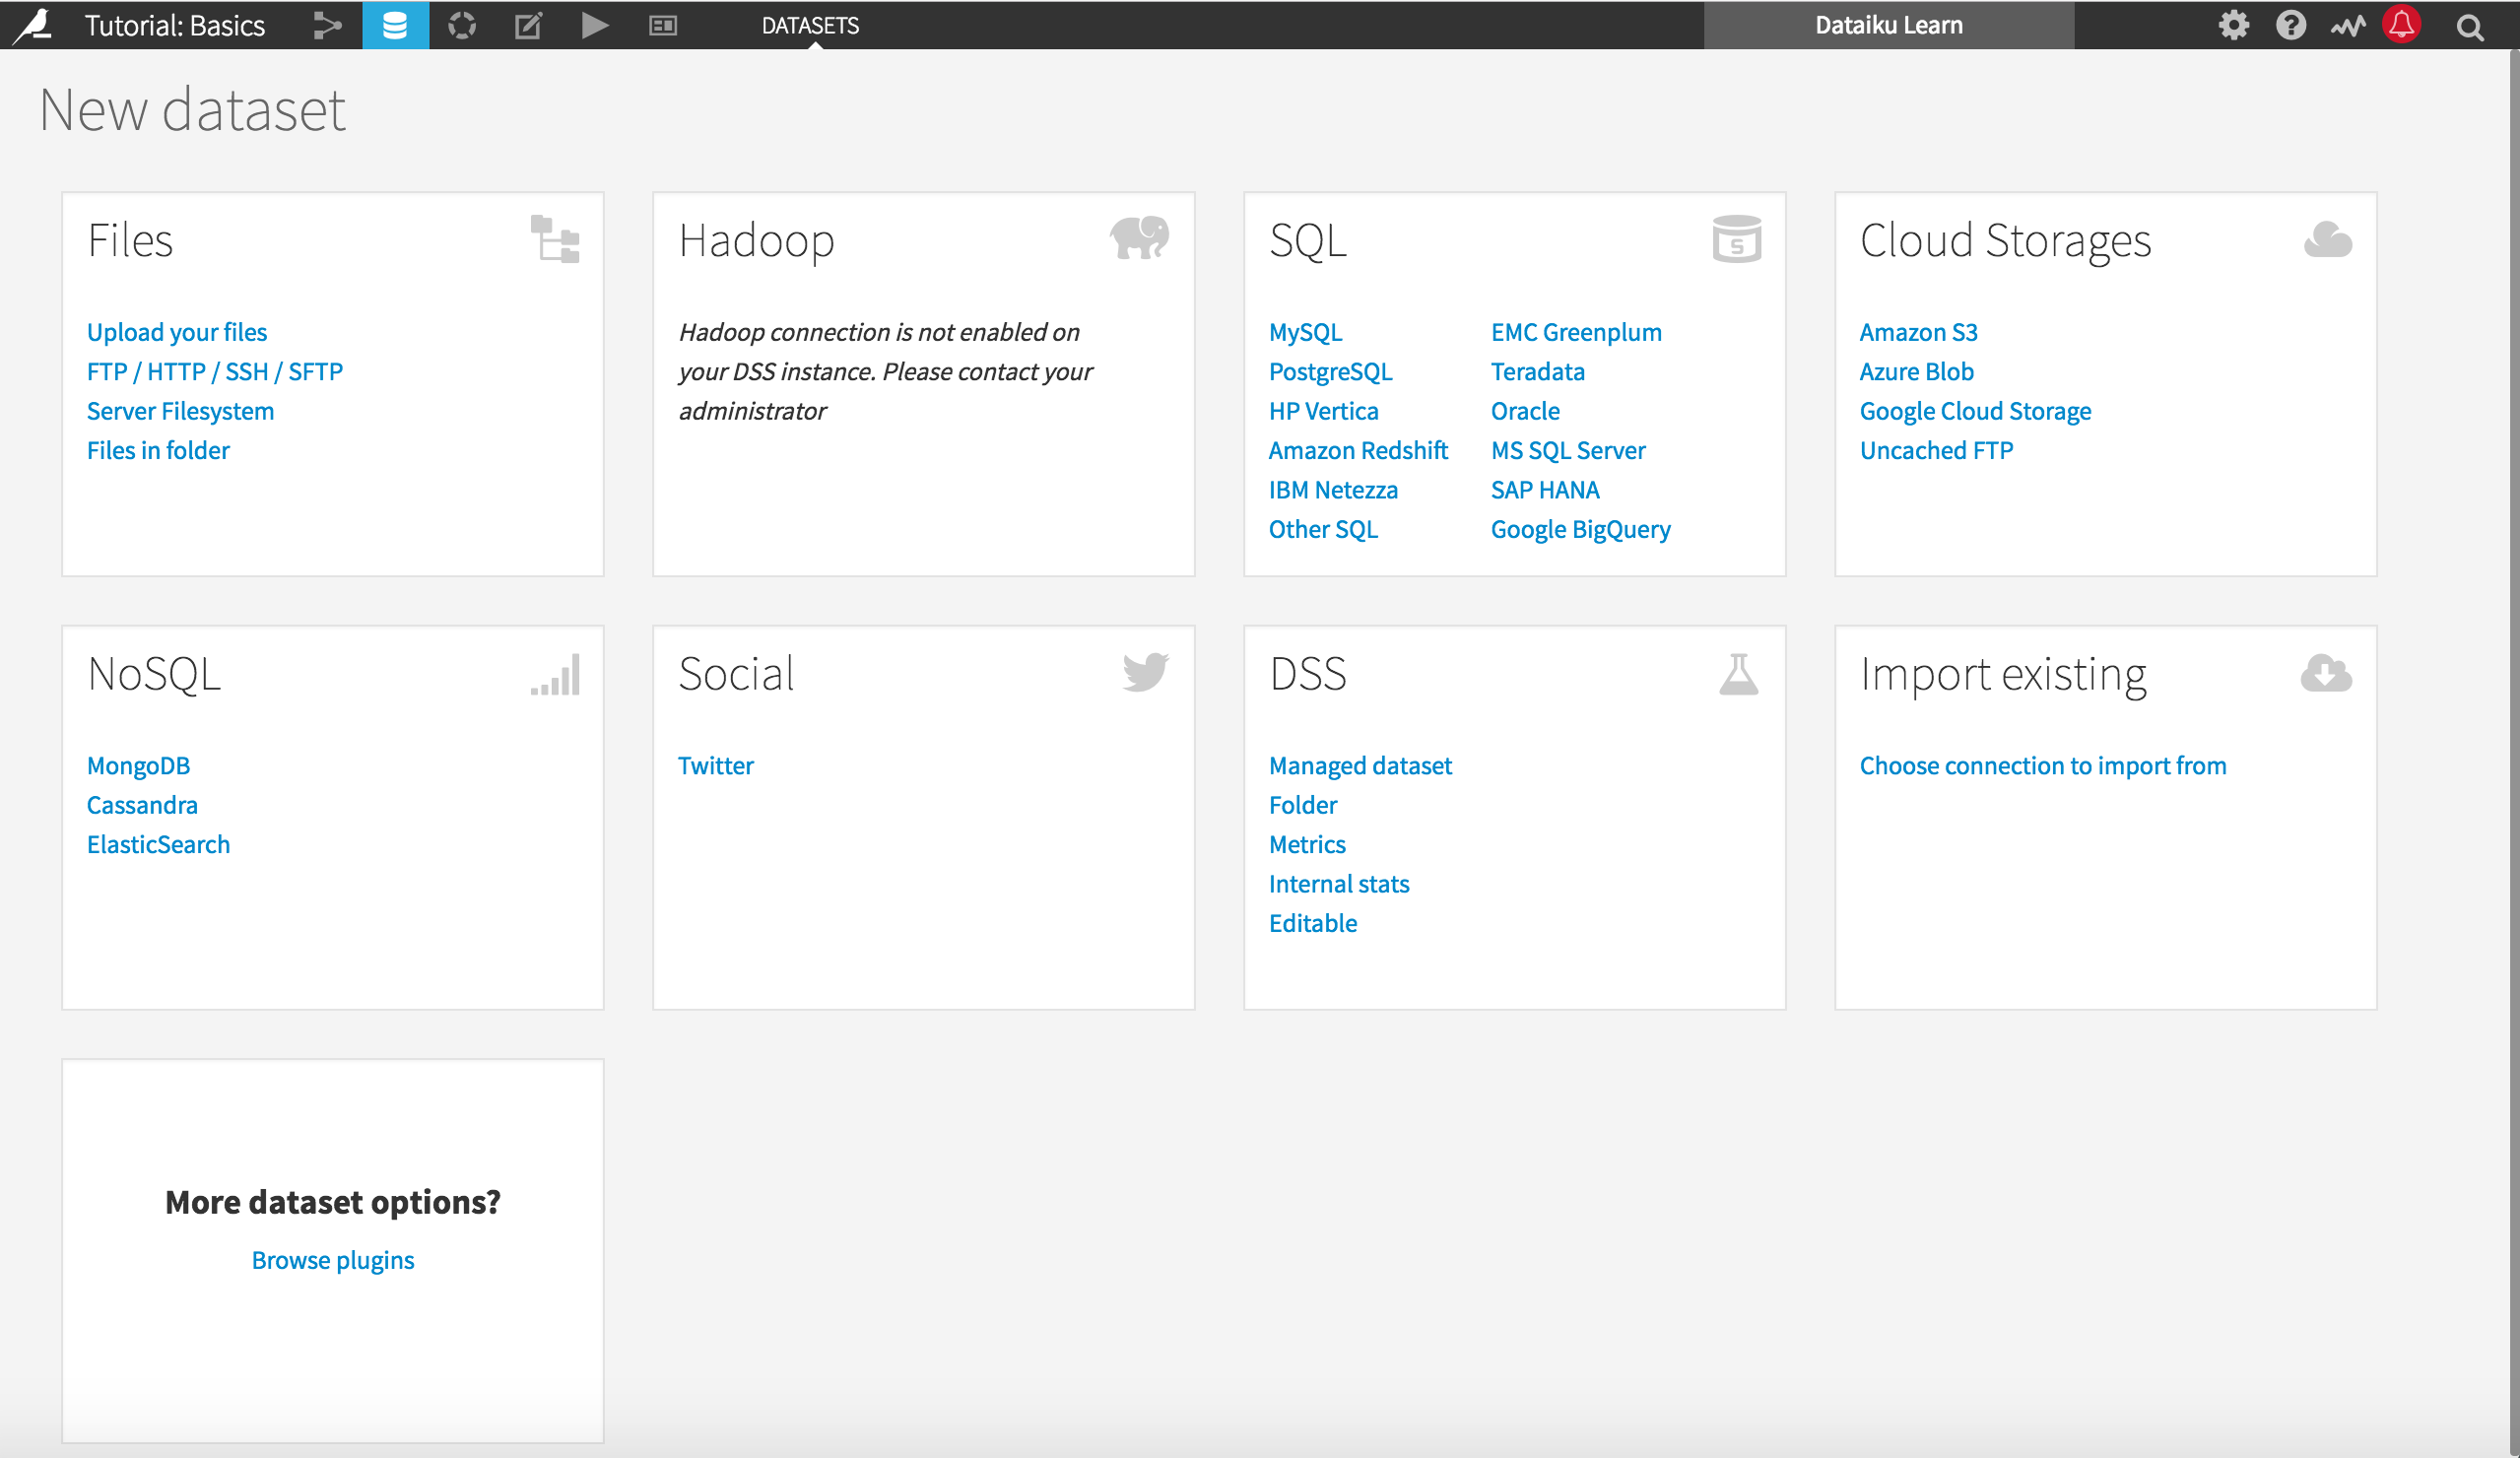 Tutorial: Basics
DATASETS
Dataiku Learn
New dataset
Files
Upload your files
FTP / HTTP / SSH / SFTP
Server Filesystem
Files in folder
Hadoop
Hadoop connection is not enabled on
your DSS instance. Please contact your
administrator
SQL
MySQL
PostgreSQL
HP Vertica
Amazon Redshift
IBM Netezza
Other SQL
EMC Greenplum
Teradata
Oracle
MS SQL Server
SAP HANA
Google BigQuery
Cloud Storages
Amazon S3
Azure Blob
Google Cloud Storage
Uncached FTP
NoSQL
MongoDB
Cassandra
ElasticSearch
Social
Twitter
DSS
Managed dataset
Folder
Metrics
Internal stats
Editable
Import existing
Choose connection to import from
More dataset options?
Browse plugins